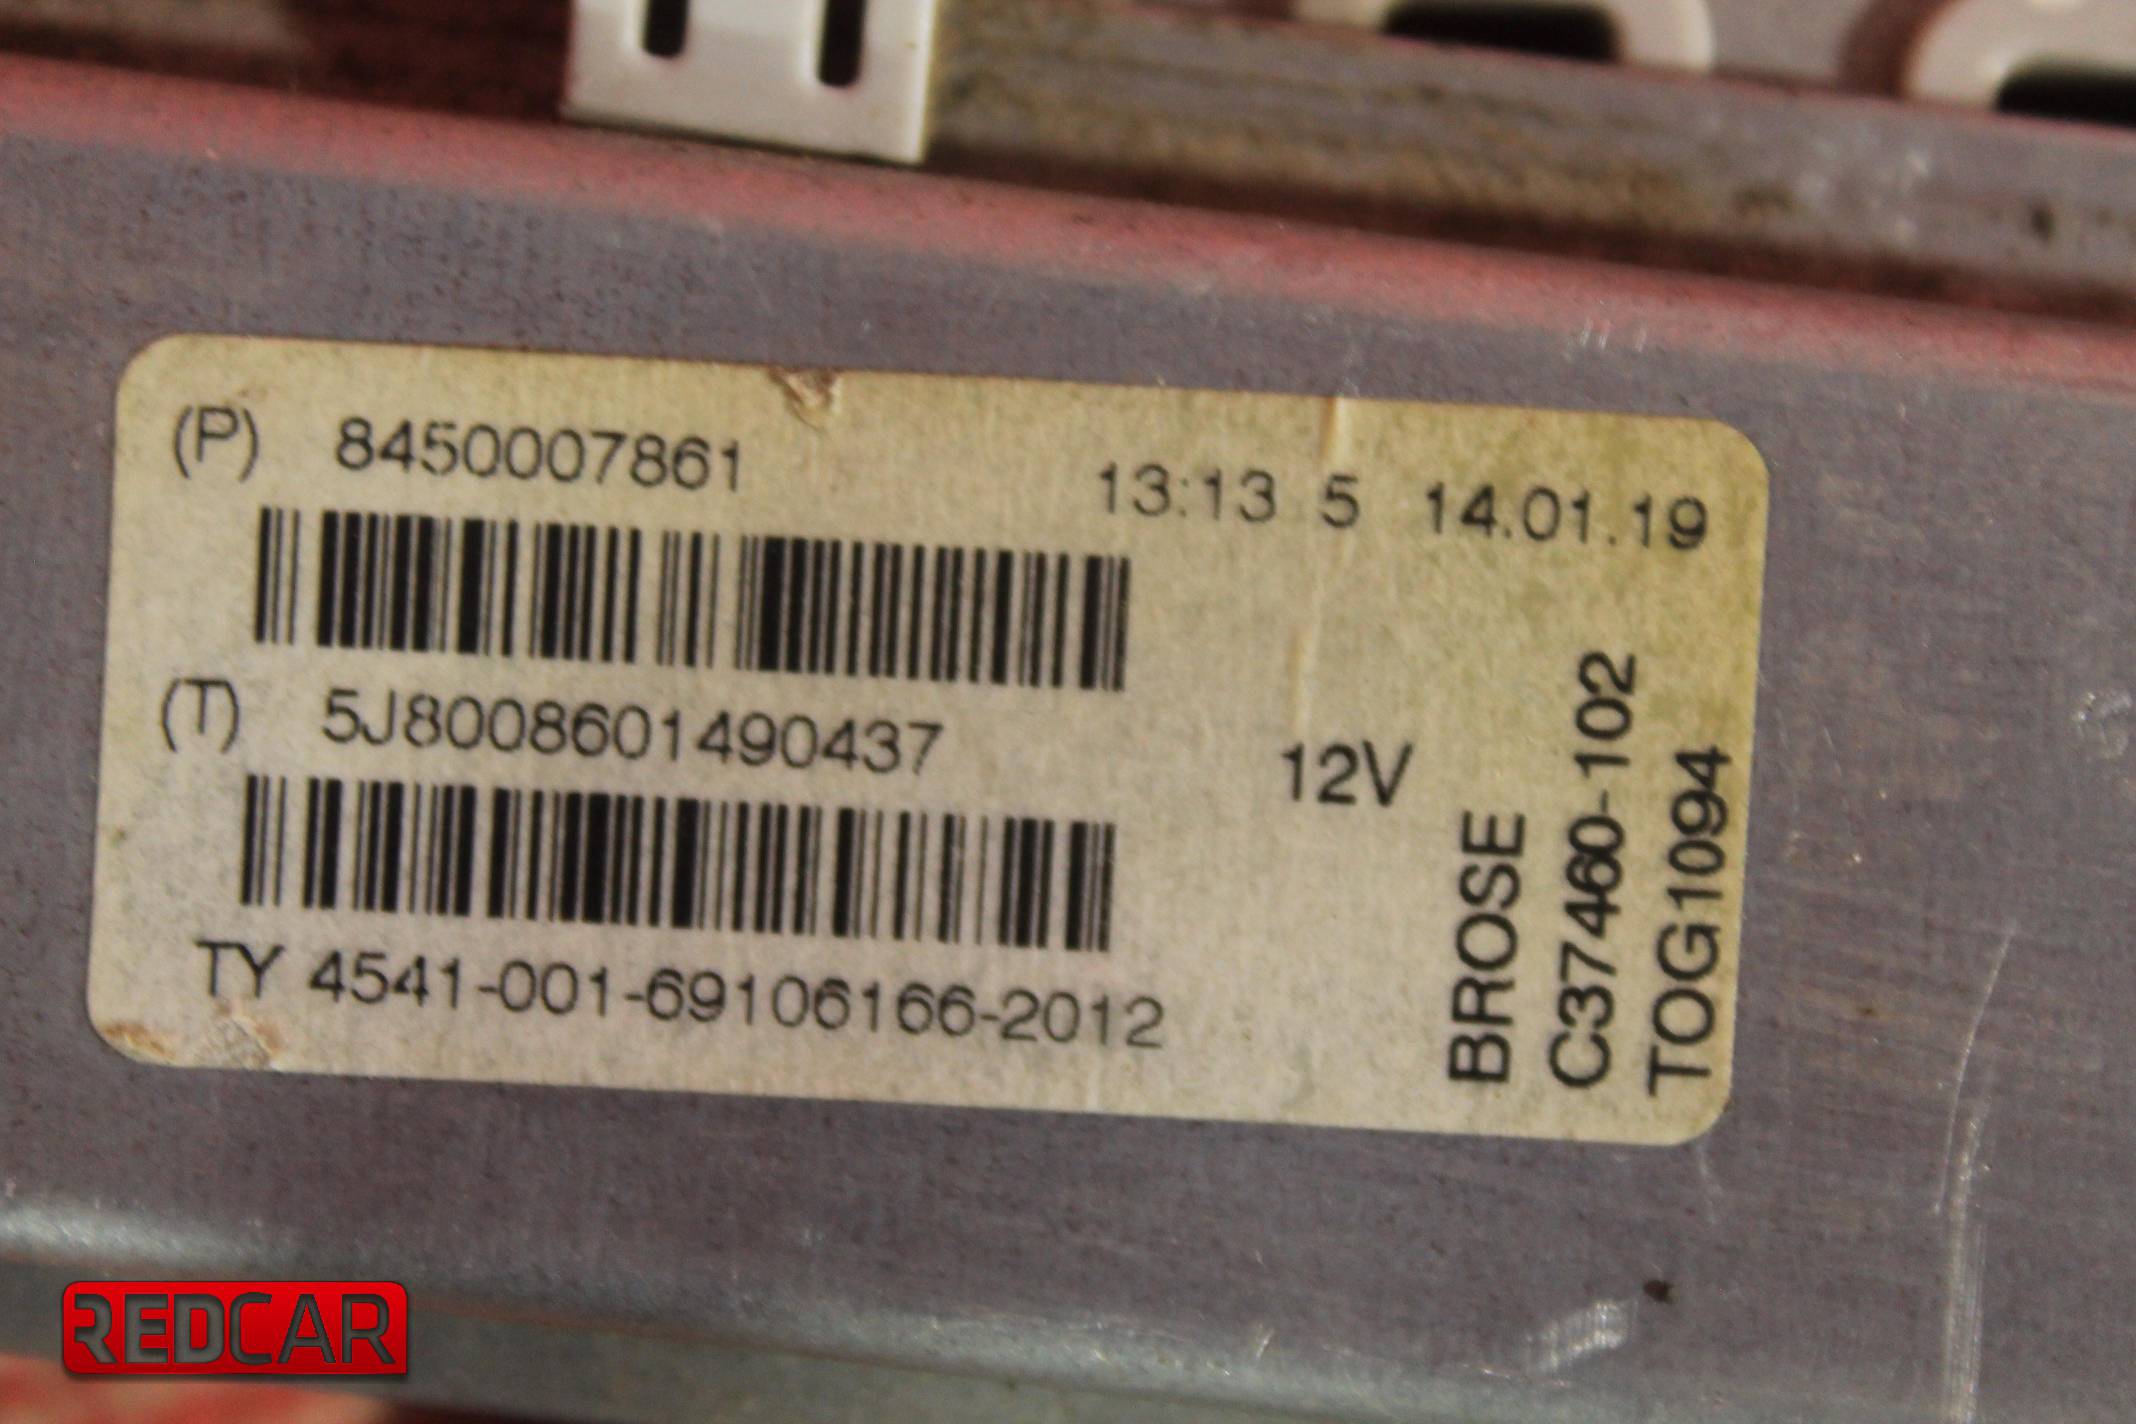 (P) 8450007861
13:13 5 14.01.19
(T) 5J8008601490437
12V
TY 4541-001-69106166-2012
BROSE
C37460-102
TOG1094
REDCAR